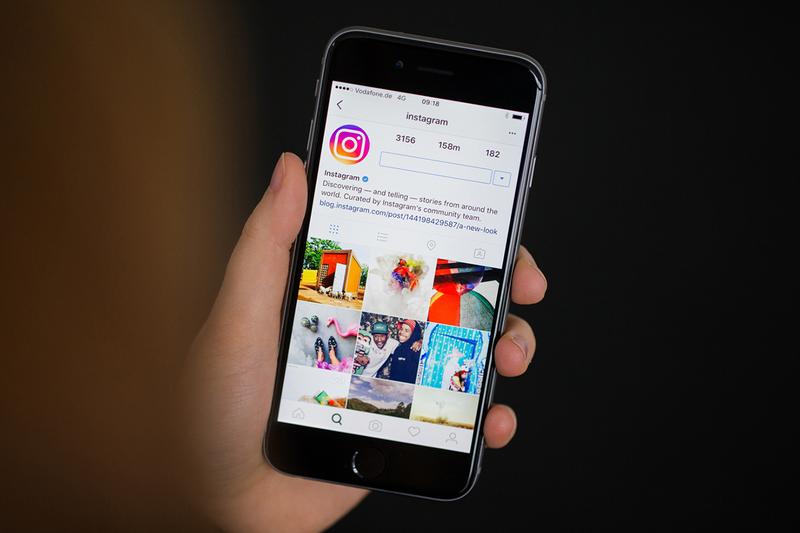 Vodafone.de 4G 09:18
instagram
3156 158m 182
Instagram
Discovering — and telling — stories from around the
world. Curated by Instagram's community team.
blog.instagram.com/post/144198429587/a-new-look